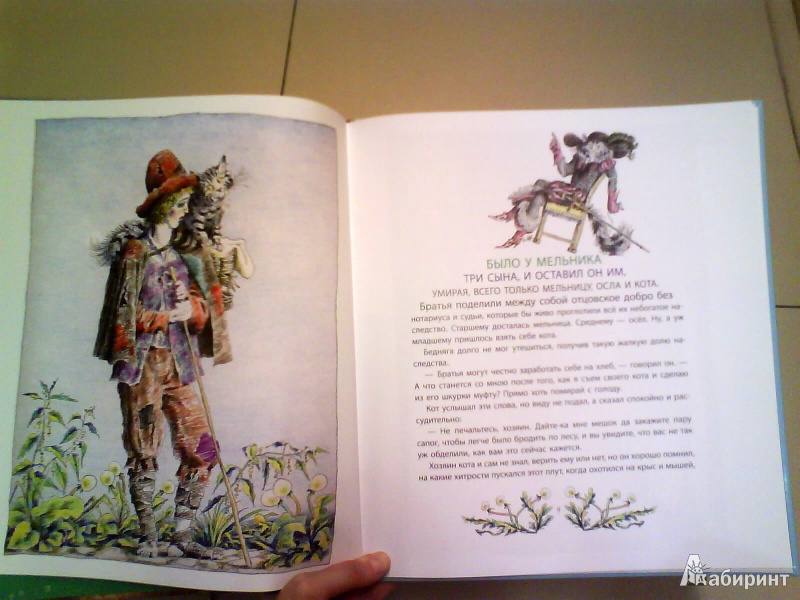 БЫЛО У МЕЛЬНИКА
ТРИ СЫНА, И ОСТАВИЛ ОН ИМ,
УМИРАЯ, ВСЕГО ТОЛЬКО МЕЛЬНИЦУ, ОСЛА И КОТА.
Братья поделили между собой отцовское добро без
нотариуса и судьи, которые бы живо проглотили всё их небогатое на-
следство. Старшему досталась мельница. Среднему — осёл. Ну, а уж
младшему пришлось взять себе кота.
Бедняга долго не мог утешиться, получив такую жалкую долю на-
следства.
— Братья могут честно заработать себе на хлеб, — говорил он. —
А что станется со мною после того, как я съем своего кота и сделаю
из его шкурки муфту? Прямо хоть помирай с голоду.
Кот услышал эти слова, но виду не подал, а сказал спокойно и рас-
судительно:
— Не печальтесь, хозяин. Дайте-ка мне мешок да закажите пару
сапог, чтобы легче было бродить по лесу, и вы увидите, что вас не так
уж обделили, как вам это сейчас кажется.
Хозяин кота и сам не знал, верить ему или нет, но он хорошо помнил,
на какие хитрости пускался этот плут, когда охотился на крыс и мышей,
Лабиринт